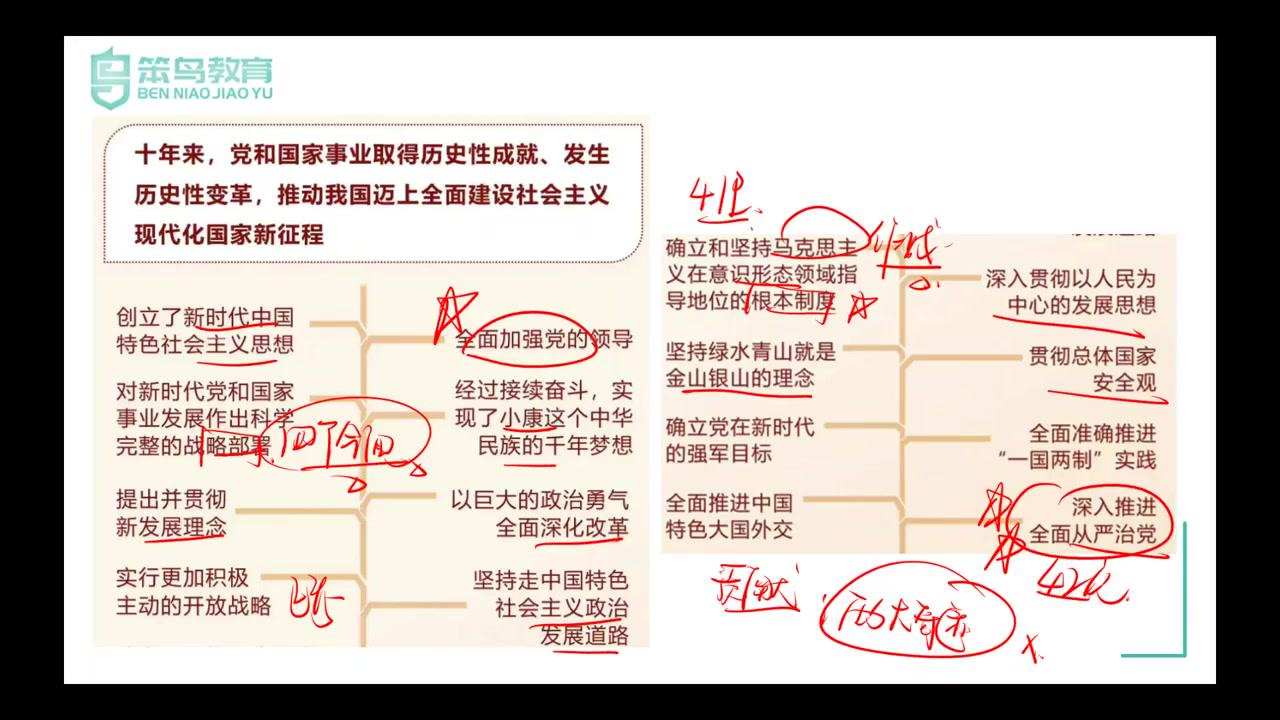 笨鸟教育
BEN NIAO JIAO YU
十年来，党和国家事业取得历史性成就、发生
历史性变革，推动我国迈上全面建设社会主义
现代化国家新征程
创立了新时代中国
特色社会主义思想
全面加强党的领导
对新时代党和国家
事业发展作出科学
完整的战略部署
经过接续奋斗，实
现了小康这个中华
民族的千年梦想
提出并贯彻
新发展理念
以巨大的政治勇气
全面深化改革
实行更加积极
主动的开放战略
坚持走中国特色
社会主义政治
发展道路
确立和坚持马克思主
义在意识形态领域指
导地位的根本制度
深入贯彻以人民为
中心的发展思想
坚持绿水青山就是
金山银山的理念
贯彻总体国家
安全观
确立党在新时代
的强军目标
全面准确推进
“一国两制”实践
全面推进中国
特色大国外交
深入推进
全面从严治党
四个全面
两大奇迹